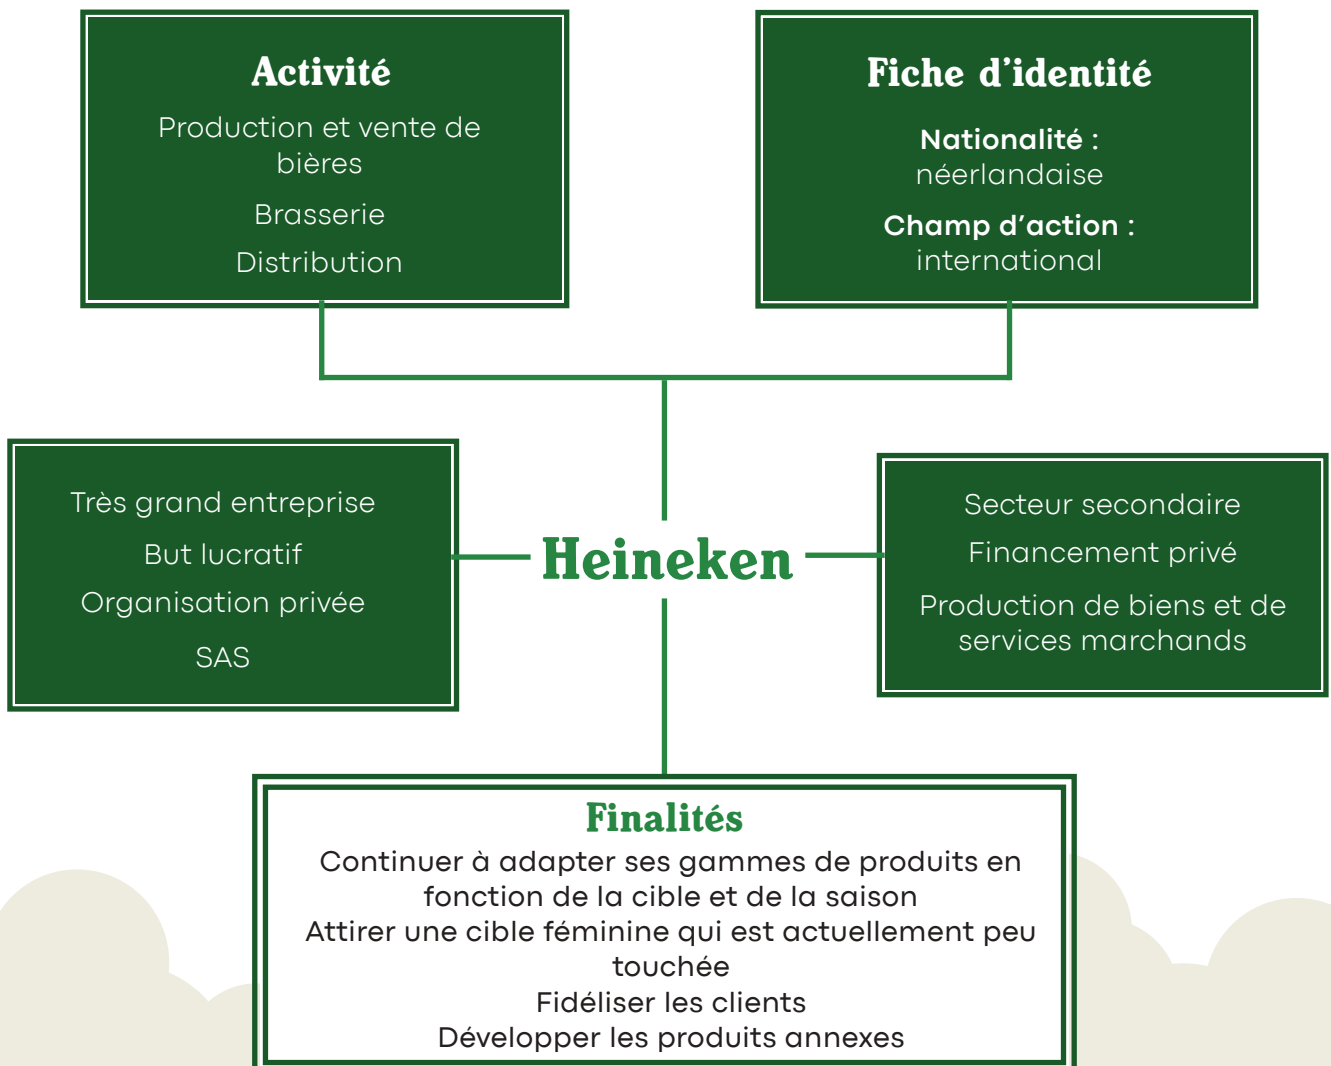 Activité
Production et vente de
bières
Brasserie
Distribution
Fiche d'identité
Nationalité :
néerlandaise
Champ d'action :
international
Très grand entreprise
But lucratif
Organisation privée
SAS
Heineken
Secteur secondaire
Financement privé
Production de biens et de
services marchands
Finalités
Continuer à adapter ses gammes de produits en
fonction de la cible et de la saison
Attirer une cible féminine qui est actuellement peu
touchée
Fidéliser les clients
Développer les produits annexes